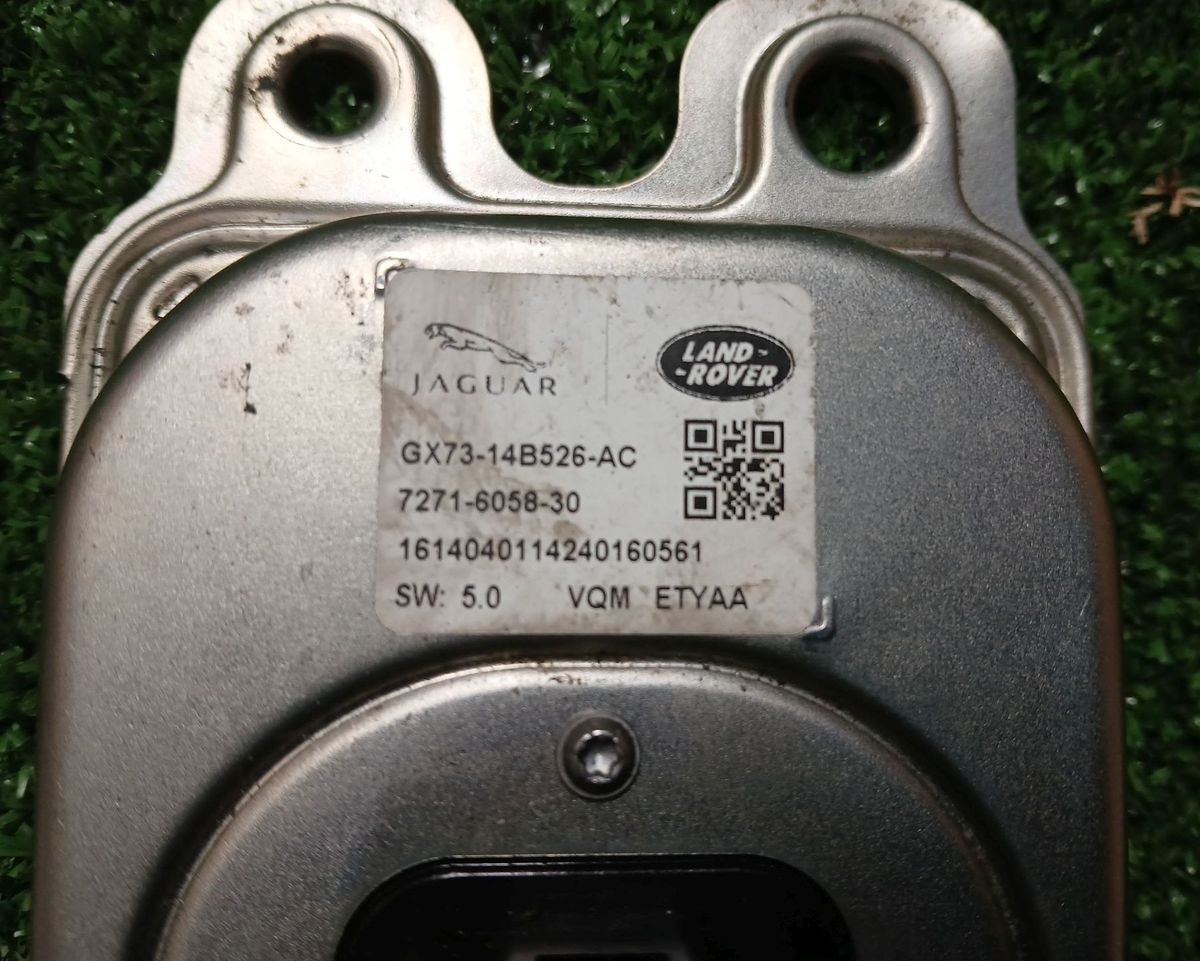 JAGUAR
LAND-
-ROVER
GX73-14B526-AC
7271-6058-30
1614040114240160561
SW: 5.0 VQM ETYAA